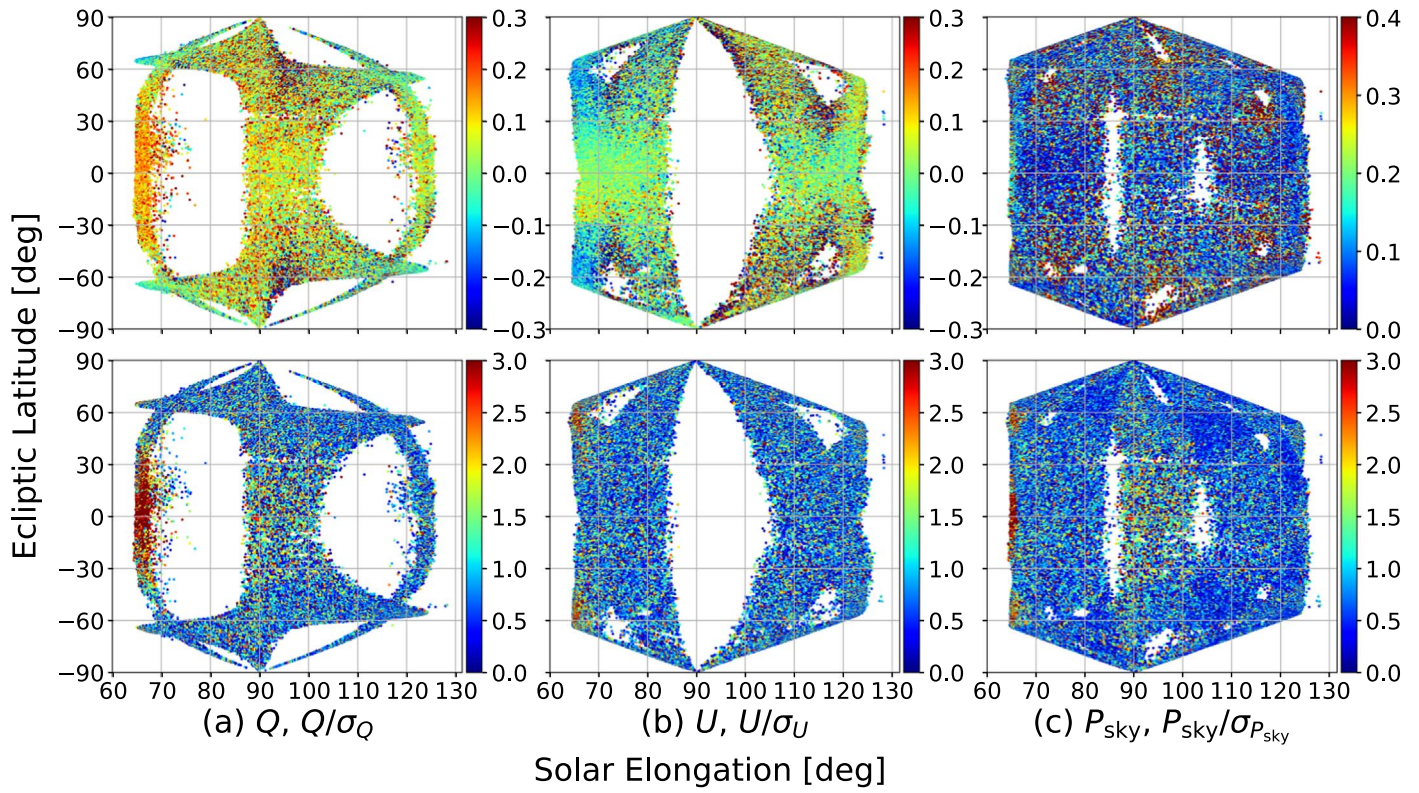 90 0.3 0.3 0.4
60 0.2 0.2
0.3
30 0.1 0.1
0 0.0 0.0 0.2
−30 −0.1 −0.1
0.1
−60 −0.2 −0.2
−90 −0.3 −0.3 0.0
Ecliptic Latitude [deg]
90 3.0 3.0 3.0
60 2.5 2.5 2.5
30 2.0 2.0 2.0
0 1.5 1.5 1.5
−30 1.0 1.0 1.0
−60 0.5 0.5 0.5
−90 0.0 0.0 0.0
60 70 80 90 100 110 120 130 60 70 80 90 100 110 120 130 60 70 80 90 100 110 120 130
(a) Q, Q/σ_Q (b) U, U/σ_U (c) P_sky, P_sky/σ_P_sky
Solar Elongation [deg]